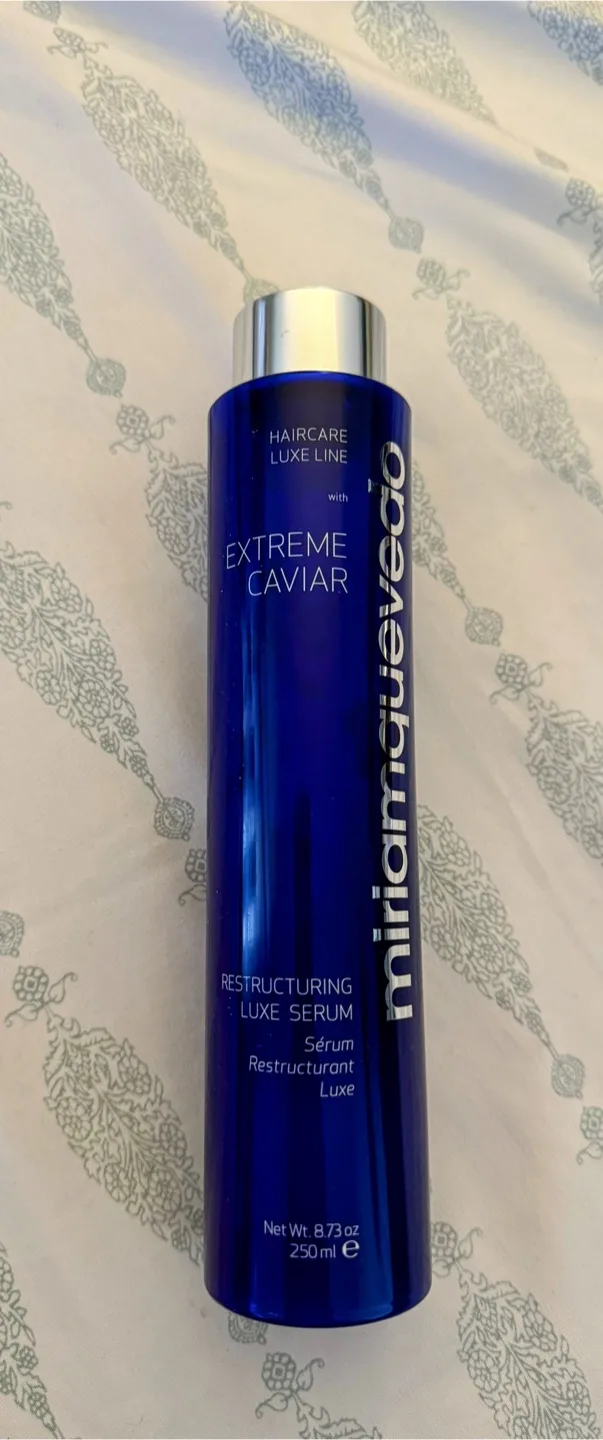 HAIRCARE
LUXE LINE
with
EXTREME
CAVIAR
miriamquevedo
RESTRUCTURING
LUXE SERUM
Sérum
Restructurant
Luxe
Net Wt. 8.73 oz
250 ml ℮